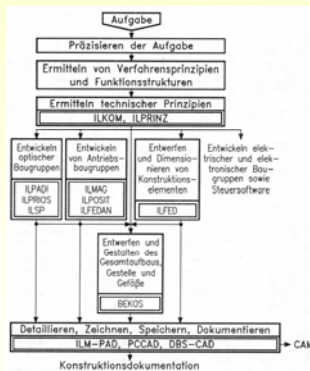 Aufgabe
Präzisieren der Aufgabe
Ermitteln von Verfahrensprinzipien
und Funktionsstrukturen
Ermitteln technischer Prinzipien
ILKOM, ILPRINZ
Entwickeln
optischer
Baugruppen
ILPADI
ILPRIOS
ILSP
Entwickeln
von Antriebs-
baugruppen
ILMAG
ILPOSIT
ILFEDAN
Entwerfen
und Dimensio-
nieren von
Konstruktions-
elementen
ILFED
Entwickeln elek-
trischer und elek-
tronischer Bau-
gruppen sowie
Steuersoftware
Entwerfen und
Gestalten des
Gesamtaufbaus,
Gestelle und
Gefäße
BEKOS
Detaillieren, Zeichnen, Speichern, Dokumentieren
ILM-PAD, PCCAD, DBS-CAD
CAM
Konstruktionsdokumentation